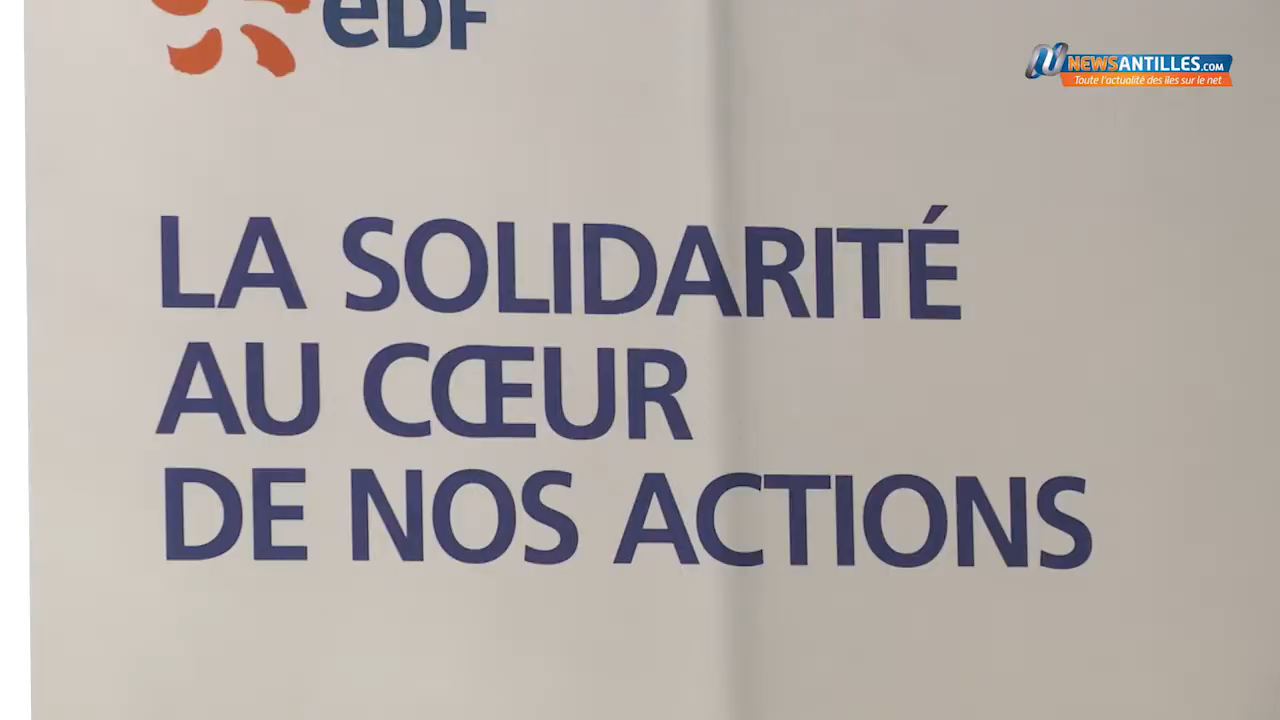 eDF
NEWSANTILLES.COM
Toute l'actualité des îles sur le net
LA SOLIDARITÉ
AU CŒUR
DE NOS ACTIONS